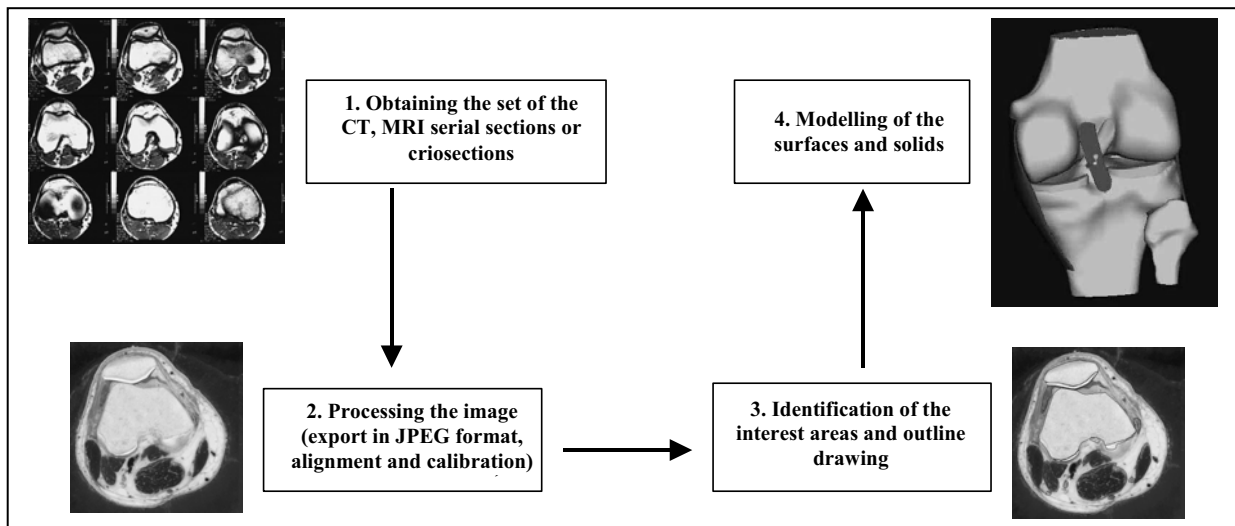 1. Obtaining the set of the
CT, MRI serial sections or
criosections
2. Processing the image
(export in JPEG format,
alignment and calibration)
3. Identification of the
interest areas and outline
drawing
4. Modelling of the
surfaces and solids